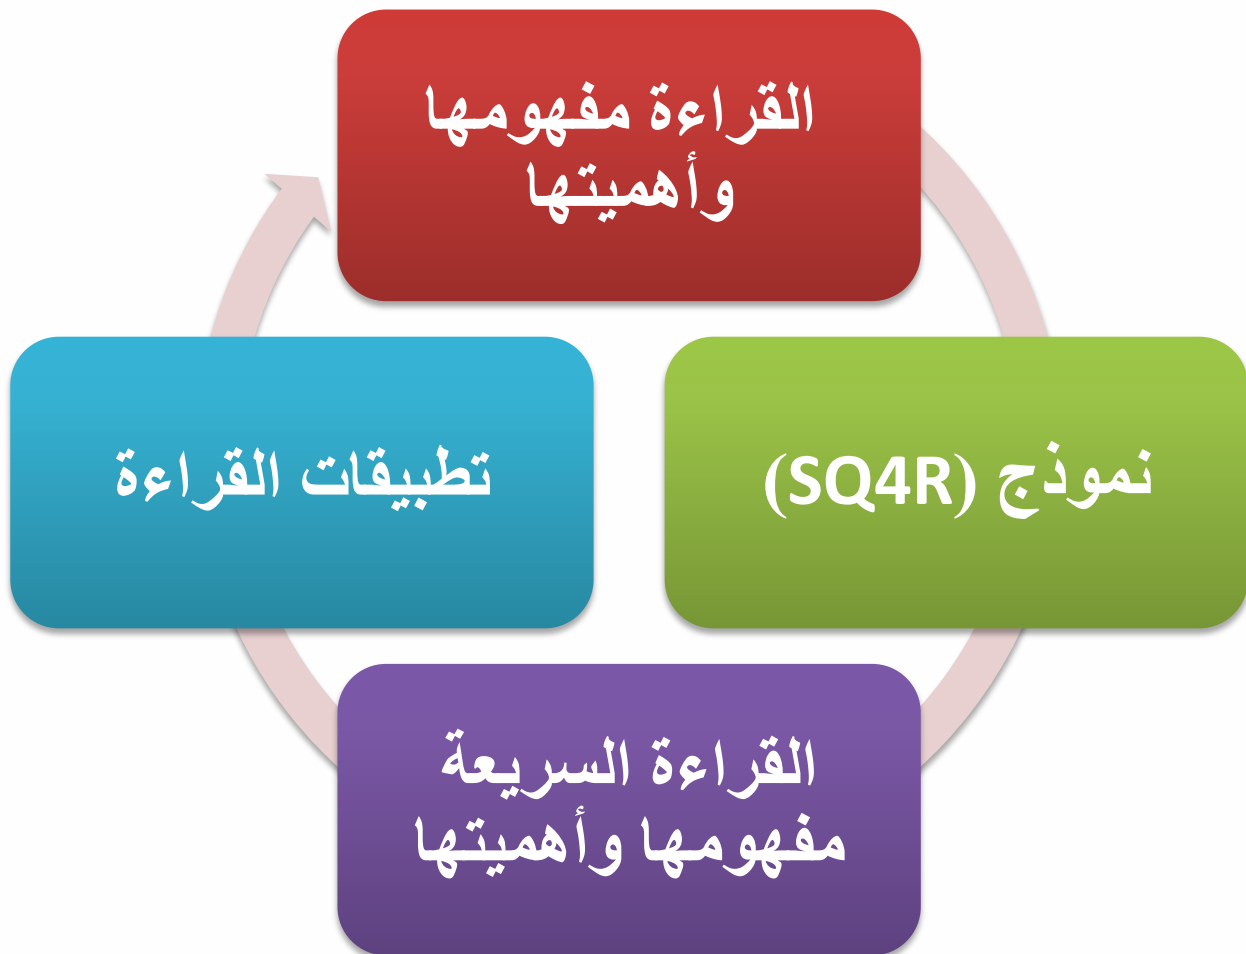 القراءة مفهومها
وأهميتها
نموذج (SQ4R)
القراءة السريعة
مفهومها وأهميتها
تطبيقات القراءة